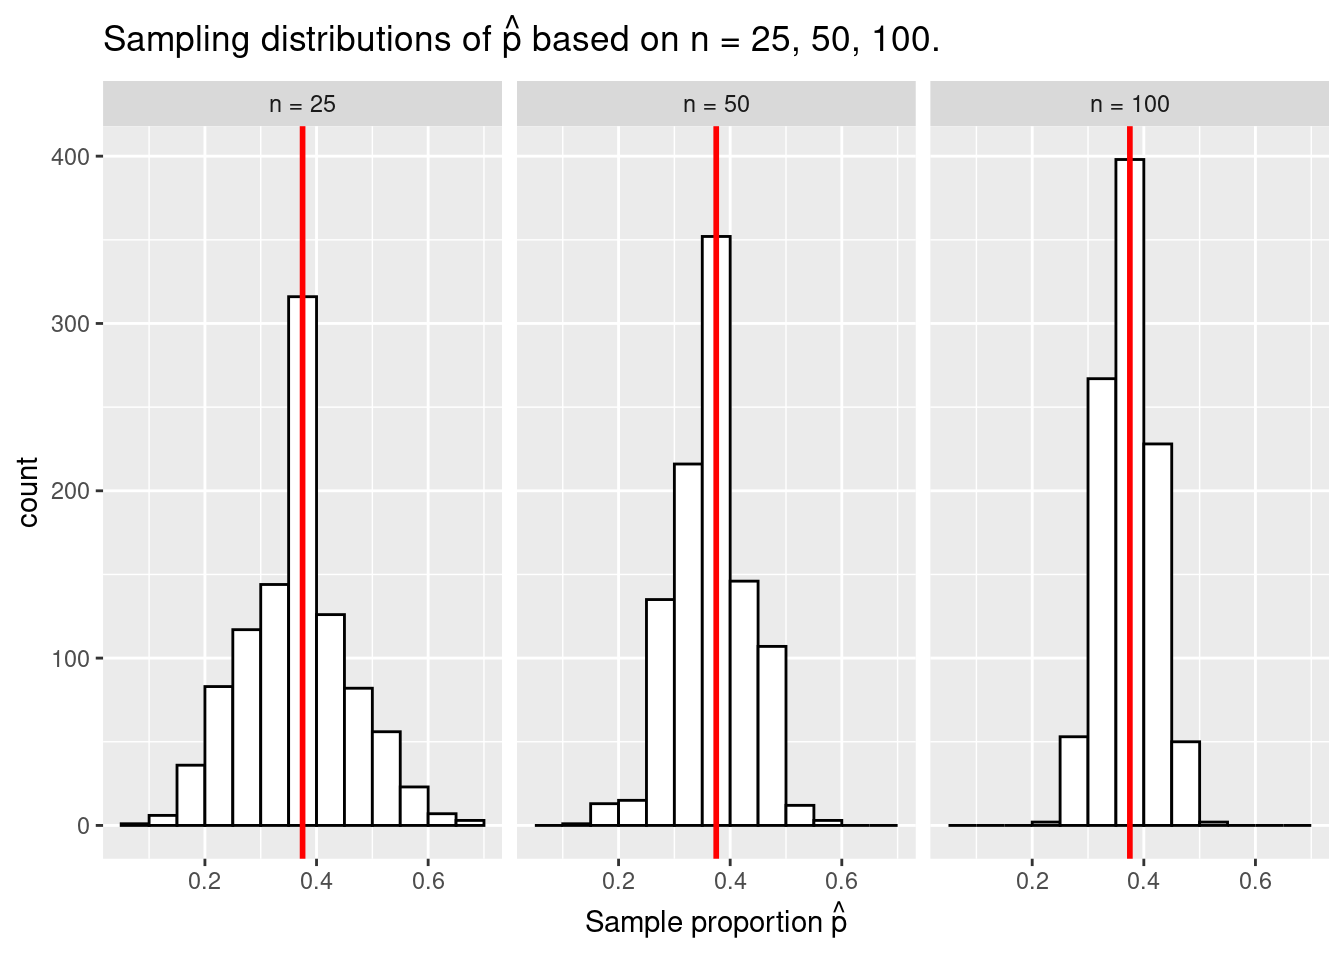 Sampling distributions of p̂ based on n = 25, 50, 100.
n = 25 n = 50 n = 100
400
300
200
100
0
count
0.2 0.4 0.6 0.2 0.4 0.6 0.2 0.4 0.6
Sample proportion p̂